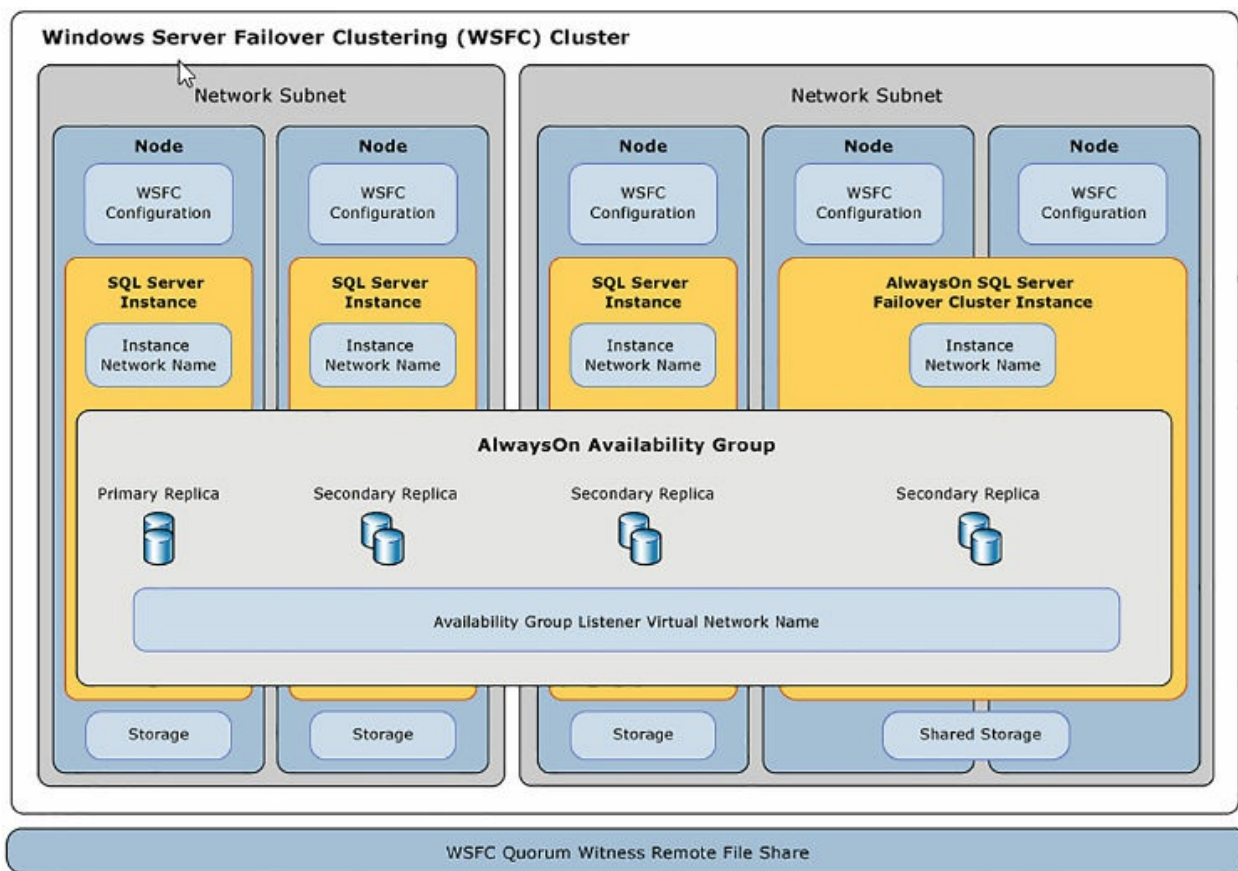 Windows Server Failover Clustering (WSFC) Cluster
Network Subnet
Network Subnet
Node
Node
Node
Node
Node
WSFC
Configuration
WSFC
Configuration
WSFC
Configuration
WSFC
Configuration
WSFC
Configuration
SQL Server
Instance
SQL Server
Instance
SQL Server
Instance
AlwaysOn SQL Server
Failover Cluster Instance
Instance
Network Name
Instance
Network Name
Instance
Network Name
Instance
Network Name
AlwaysOn Availability Group
Primary Replica
Secondary Replica
Secondary Replica
Secondary Replica
Availability Group Listener Virtual Network Name
Storage
Storage
Storage
Shared Storage
WSFC Quorum Witness Remote File Share